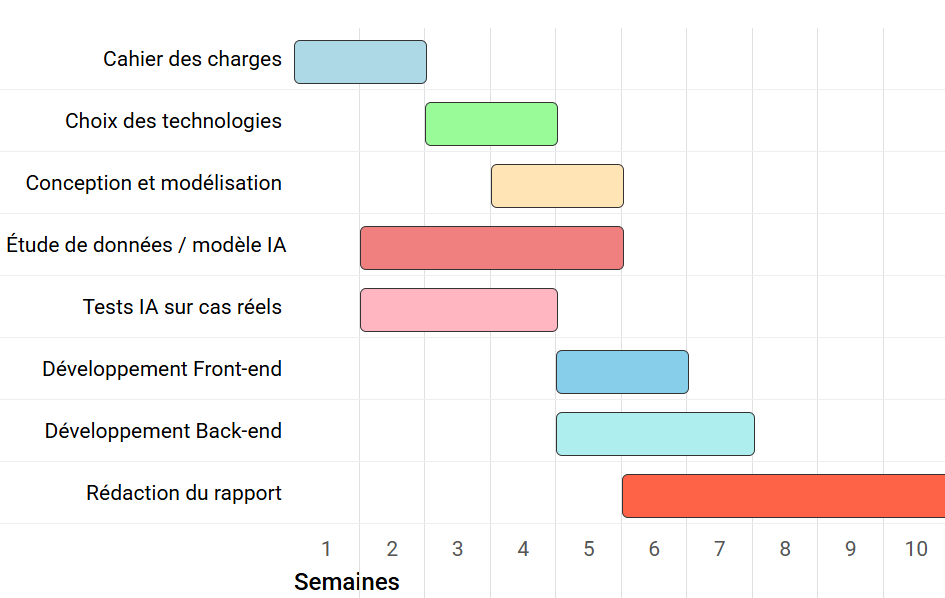 Cahier des charges
Choix des technologies
Conception et modélisation
Étude de données / modèle IA
Tests IA sur cas réels
Développement Front-end
Développement Back-end
Rédaction du rapport
1 2 3 4 5 6 7 8 9 10
Semaines